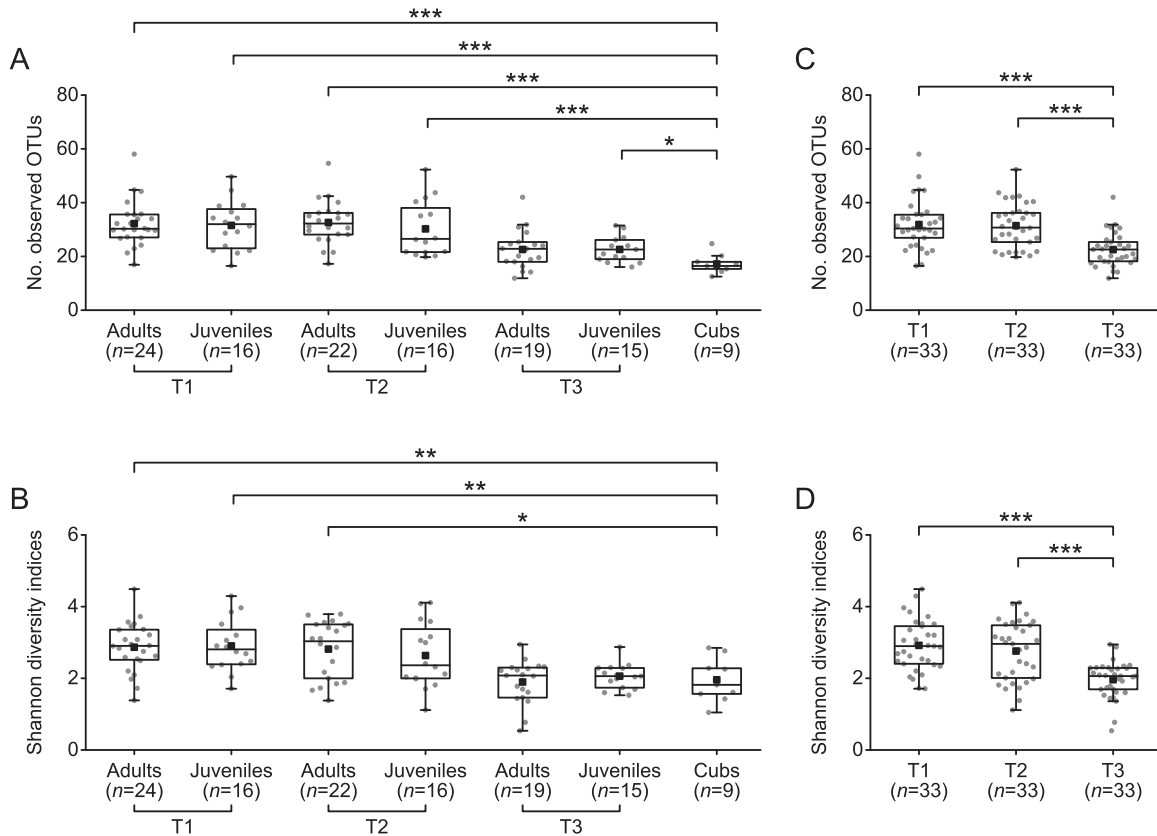 A
***
***
***
***
*
No. observed OTUs
80
60
40
20
0
Adults Juveniles Adults Juveniles Adults Juveniles Cubs
(n=24) (n=16) (n=22) (n=16) (n=19) (n=15) (n=9)
T1 T2 T3
C
***
***
No. observed OTUs
80
60
40
20
0
T1 T2 T3
(n=33) (n=33) (n=33)
B
**
**
*
Shannon diversity indices
6
4
2
0
Adults Juveniles Adults Juveniles Adults Juveniles Cubs
(n=24) (n=16) (n=22) (n=16) (n=19) (n=15) (n=9)
T1 T2 T3
D
***
***
Shannon diversity indices
6
4
2
0
T1 T2 T3
(n=33) (n=33) (n=33)